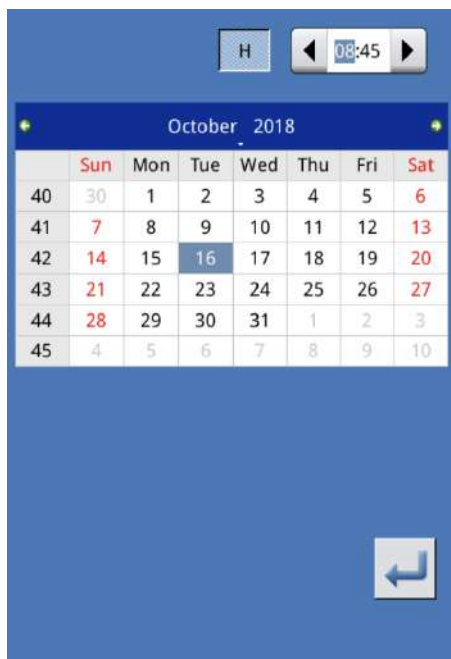 H 08:45
October 2018
Sun Mon Tue Wed Thu Fri Sat
40 30 1 2 3 4 5 6
41 7 8 9 10 11 12 13
42 14 15 16 17 18 19 20
43 21 22 23 24 25 26 27
44 28 29 30 31 1 2 3
45 4 5 6 7 8 9 10